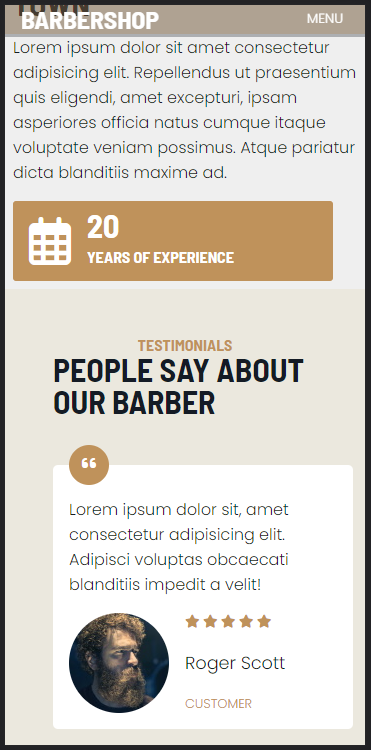 TOWN
BARBERSHOP
MENU
Lorem ipsum dolor sit amet consectetur
adipisicing elit. Repellendus ut praesentium
quis eligendi, amet excepturi, ipsam
asperiores officia natus cumque itaque
voluptate veniam possimus. Atque pariatur
dicta blanditiis maxime ad.
20
YEARS OF EXPERIENCE
TESTIMONIALS
PEOPLE SAY ABOUT
OUR BARBER
“
Lorem ipsum dolor sit, amet
consectetur adipisicing elit.
Adipisci voluptas obcaecati
blanditiis impedit a velit!
Roger Scott
CUSTOMER